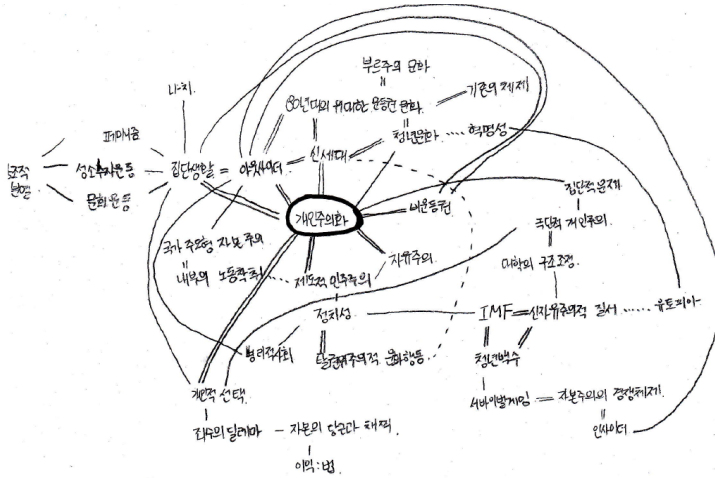 부르주의 문화
나치.
80년대의 위대한 운동권 문화.
기존의 체제
페미니즘
청년문화
혁명성
신세대
조직
보존
성소수자운동
집단생활
아웃사이더
문화운동
개인주의화
비운동권
집단적 문제
극단적 개인주의.
국가 주도형 자본주의
자유주의.
대학의 구조조정.
내부의 노동착취
제도적 민주주의
정치성
IMF
신자유주의적 질서
유토피아
병리적사회
탈권위주의적 문화행동
청년백수
개인적 선택.
서바이벌게임
자본주의의 경쟁체제.
죄수의 딜레마
자본의 당근과 채찍.
인사이더
이익:법